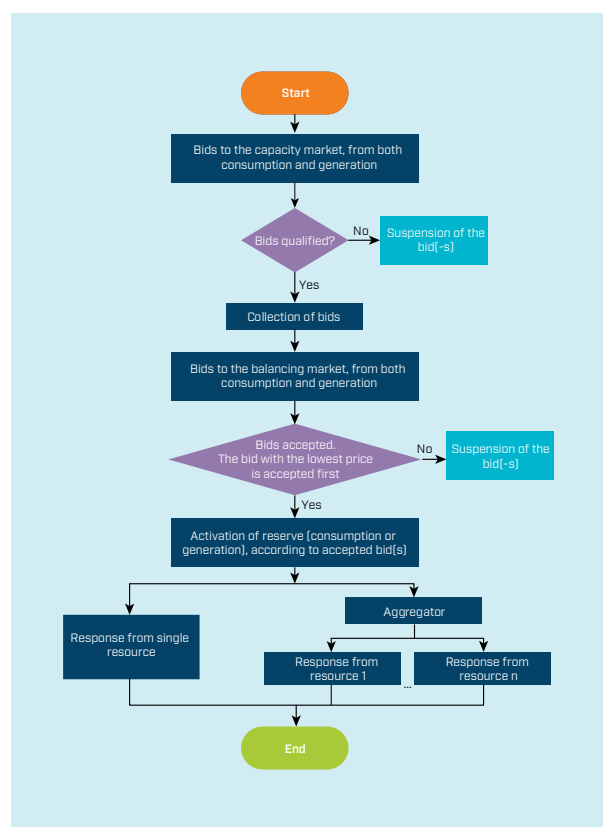 Start
Bids to the capacity market, from both
consumption and generation
Bids qualified?
No
Suspension of the
bid(-s)
Yes
Collection of bids
Bids to the balancing market, from both
consumption and generation
Bids accepted.
The bid with the lowest price
is accepted first
No
Suspension of the
bid(-s)
Yes
Activation of reserve (consumption or
generation), according to accepted bid(s)
Aggregator
Response from single
resource
Response from
resource 1
...
Response from
resource n
End